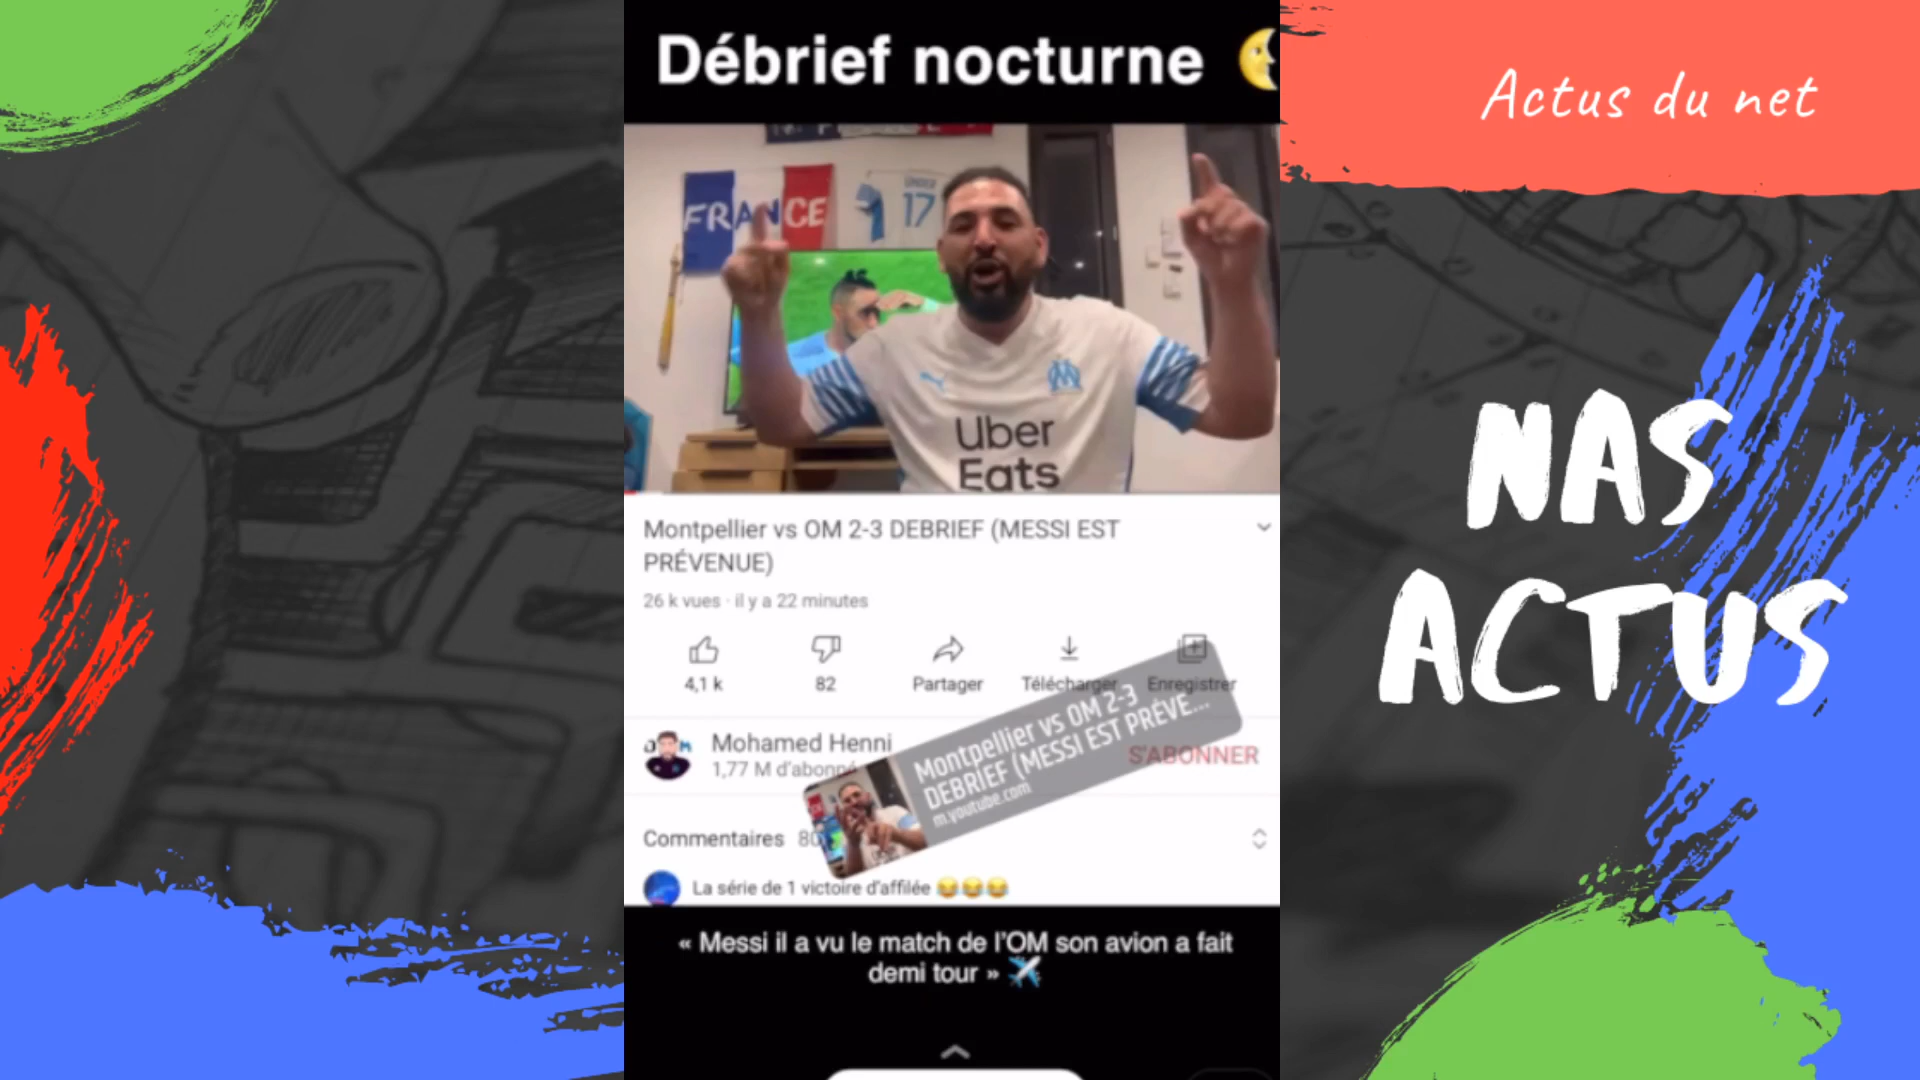 Débrief nocturne 🌜
Actus du net
FRANCE
ÜNDER
17
Uber
Eats
NAS
ACTUS
Montpellier vs OM 2-3 DEBRIEF (MESSI EST
PRÉVENUE)
26 k vues · il y a 22 minutes
4,1 k
82
Partager
Télécharger
Enregistrer
Mohamed Henni
1,77 M d'abonné
S'ABONNER
Montpellier vs OM 2-3
DEBRIEF (MESSI EST PRÉVE...
m.youtube.com
Commentaires 80
La série de 1 victoire d'affilée 😂😂😂
« Messi il a vu le match de l'OM son avion a fait
demi tour » ✈️